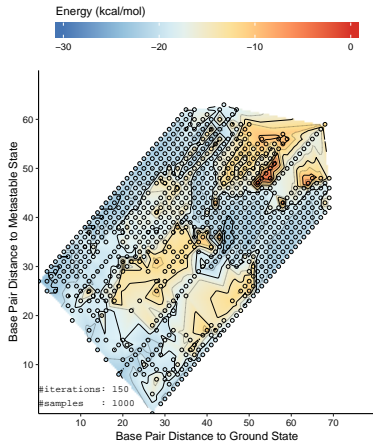 Energy (kcal/mol)
−30 −20 −10 0
60
50
40
30
20
10
Base Pair Distance to Metastable State
#iterations: 150
#samples : 1000
10 20 30 40 50 60 70
Base Pair Distance to Ground State